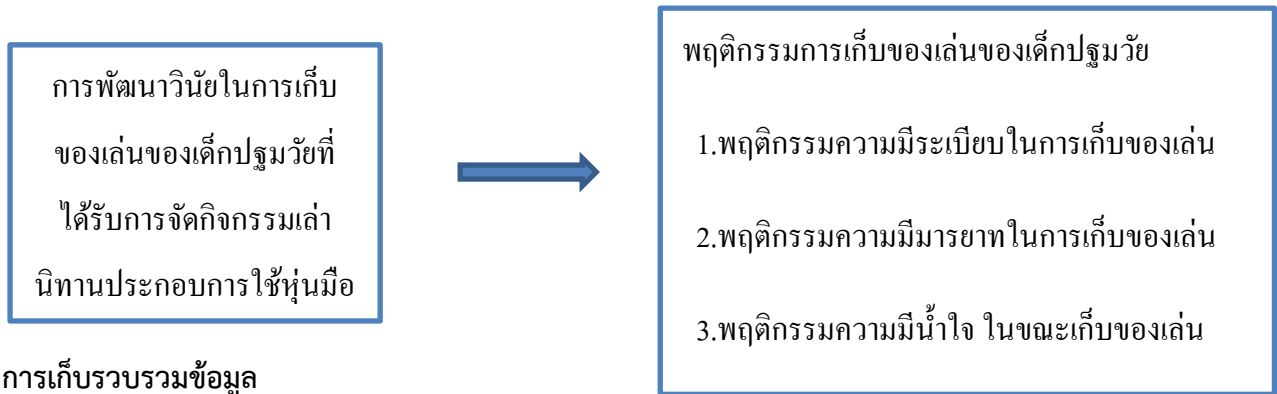 การพัฒนาวินัยในการเก็บ
ของเล่นของเด็กปฐมวัยที่
ได้รับการจัดกิจกรรมเล่า
นิทานประกอบการใช้หุ่นมือ
พฤติกรรมการเก็บของเล่นของเด็กปฐมวัย
1.พฤติกรรมความมีระเบียบในการเก็บของเล่น
2.พฤติกรรมความมีมารยาทในการเก็บของเล่น
3.พฤติกรรมความมีน้ำใจ ในขณะเก็บของเล่น
การเก็บรวบรวมข้อมูล